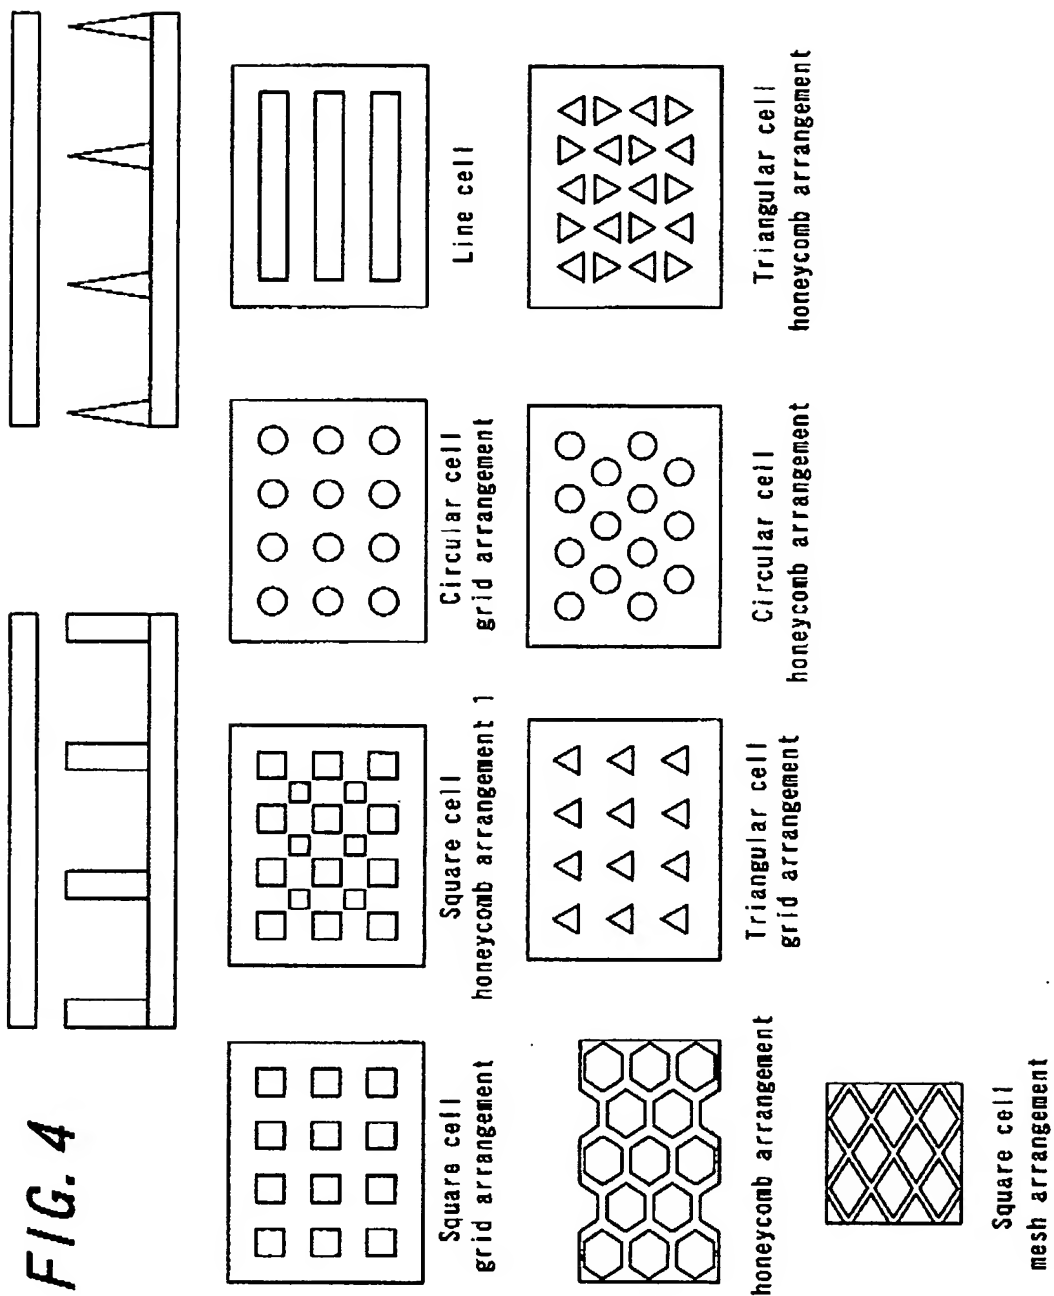 FIG. 4
Square cell
grid arrangement
Square cell
honeycomb arrangement 1
Circular cell
grid arrangement
Line cell
honeycomb arrangement
Triangular cell
grid arrangement
Circular cell
honeycomb arrangement
Triangular cell
honeycomb arrangement
Square cell
mesh arrangement